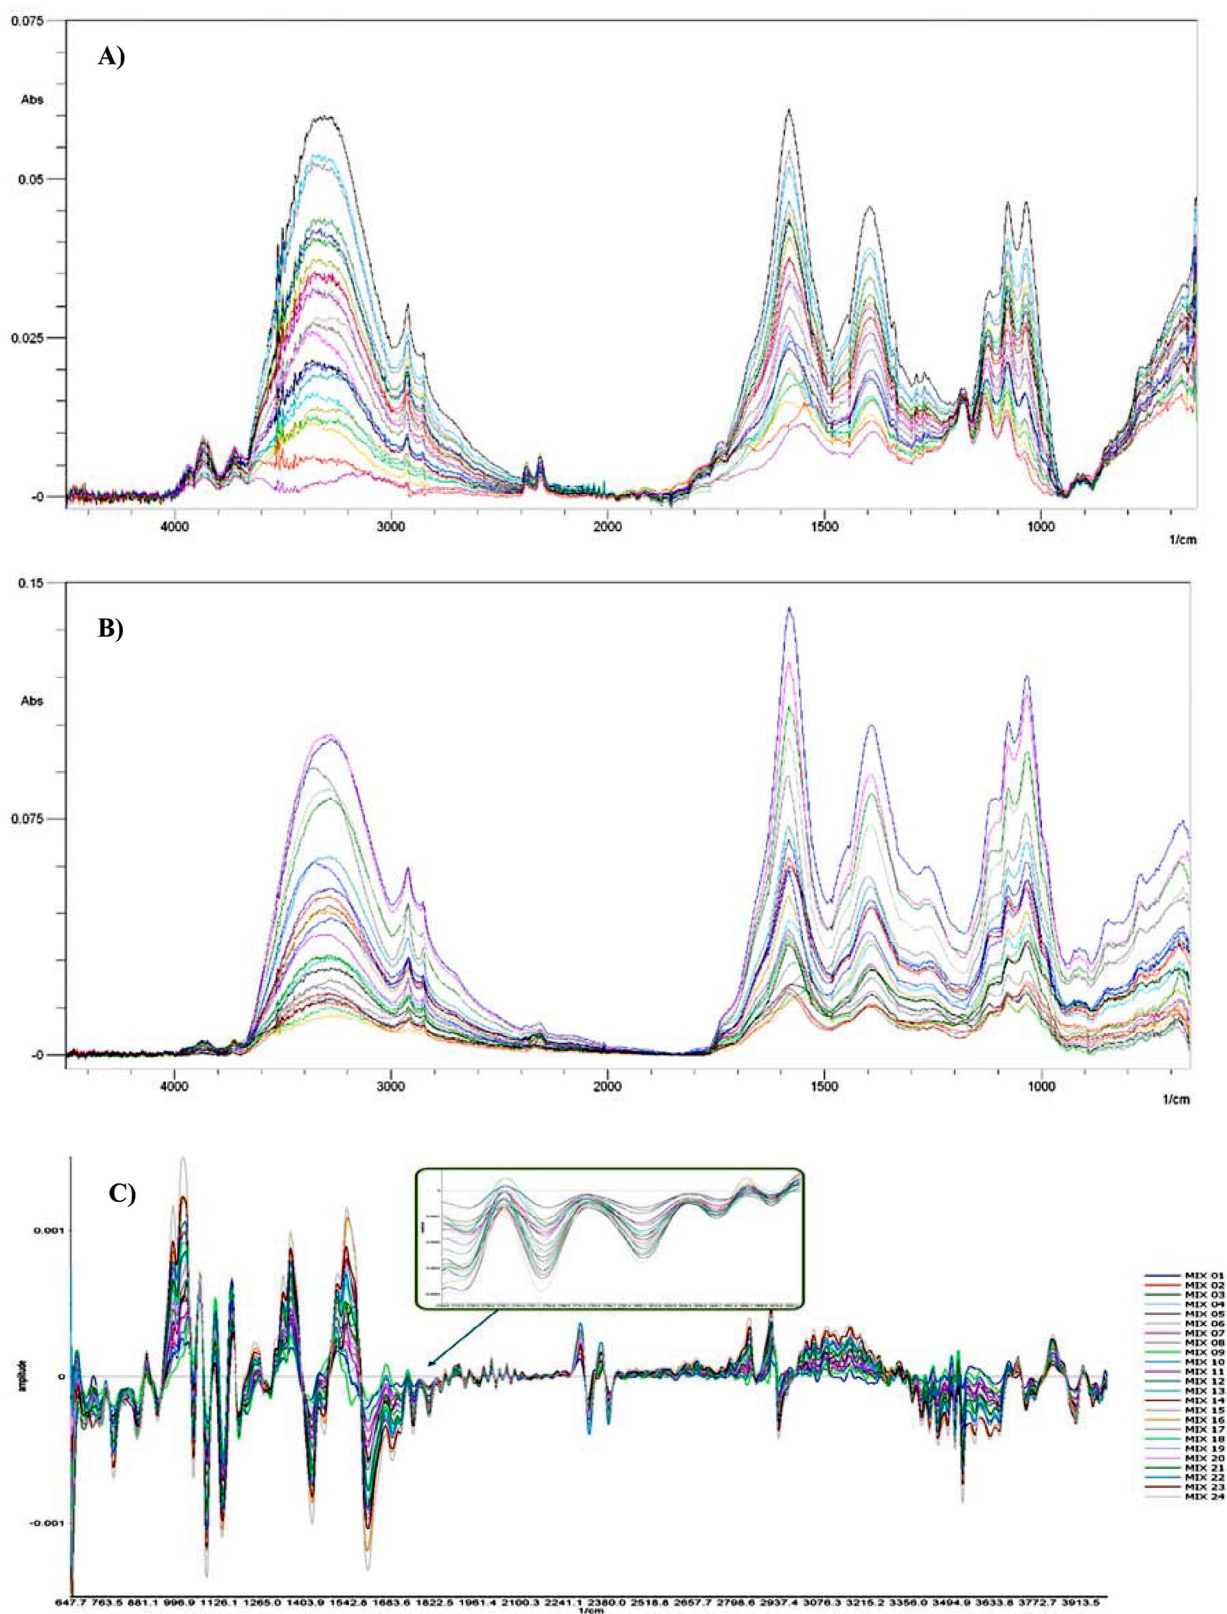 0.075
A)
Abs
0.05
0.025
-0
4000 3000 2000 1500 1000
1/cm
0.15
B)
Abs
0.075
-0
4000 3000 2000 1500 1000
1/cm
C)
0.001
amplitude
0
-0.001
647.7 763.5 881.1 996.9 1126.1 1265.0 1403.9 1542.8 1683.6 1822.5 1961.4 2100.3 2241.1 2380.0 2518.8 2657.7 2798.6 2937.4 3076.3 3215.2 3356.0 3494.9 3633.8 3772.7 3913.5
1/cm
MIX 01
MIX 02
MIX 03
MIX 04
MIX 05
MIX 06
MIX 07
MIX 08
MIX 09
MIX 10
MIX 11
MIX 12
MIX 13
MIX 14
MIX 15
MIX 16
MIX 17
MIX 18
MIX 19
MIX 20
MIX 21
MIX 22
MIX 23
MIX 24